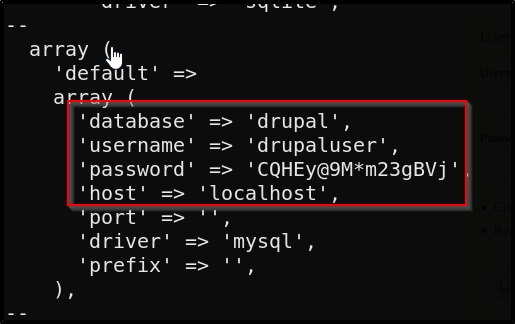 'driver' => 'sqlite',
--
array (
'default' =>
array (
'database' => 'drupal',
'username' => 'drupaluser',
'password' => 'CQHEy@9M*m23gBVj',
'host' => 'localhost',
'port' => '',
'driver' => 'mysql',
'prefix' => '',
),
--